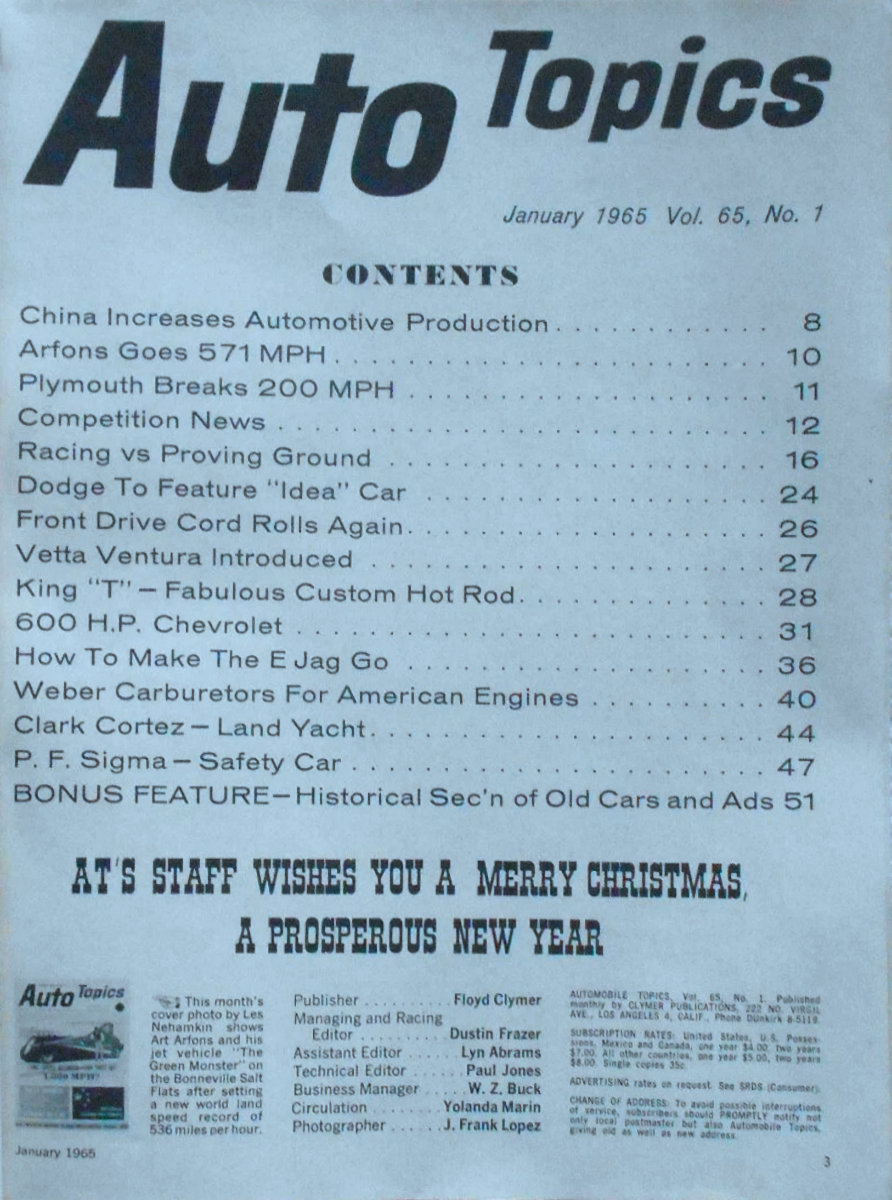 Auto Topics
January 1965 Vol. 65, No. 1
CONTENTS
China Increases Automotive Production . . . . . . . . . . . . 8
Arfons Goes 571 MPH . . . . . . . . . . . . . . . . . . . . . . 10
Plymouth Breaks 200 MPH . . . . . . . . . . . . . . . . . . 11
Competition News . . . . . . . . . . . . . . . . . . . . . . . . . 12
Racing vs Proving Ground . . . . . . . . . . . . . . . . . . . 16
Dodge To Feature "Idea" Car . . . . . . . . . . . . . . . . . 24
Front Drive Cord Rolls Again . . . . . . . . . . . . . . . . . . 26
Vetta Ventura Introduced . . . . . . . . . . . . . . . . . . . . 27
King "T" — Fabulous Custom Hot Rod . . . . . . . . . . . . 28
600 H.P. Chevrolet . . . . . . . . . . . . . . . . . . . . . . . . 31
How To Make The E Jag Go . . . . . . . . . . . . . . . . . . 36
Weber Carburetors For American Engines . . . . . . . . . 40
Clark Cortez — Land Yacht . . . . . . . . . . . . . . . . . . . . 44
P. F. Sigma — Safety Car . . . . . . . . . . . . . . . . . . . . . 47
BONUS FEATURE—Historical Sec'n of Old Cars and Ads 51
AT'S STAFF WISHES YOU A MERRY CHRISTMAS,
A PROSPEROUS NEW YEAR
Auto Topics
This month's
cover photo by Les
Nehamkin shows
Art Arfons and his
jet vehicle "The
Green Monster" on
the Bonneville Salt
Flats after setting
a new world land
speed record of
536 miles per hour.
Publisher . . . . . . . . . . Floyd Clymer
Managing and Racing
Editor . . . . . . . . . . Dustin Frazer
Assistant Editor . . . . . . Lyn Abrams
Technical Editor . . . . . . Paul Jones
Business Manager . . . . . W. Z. Buck
Circulation . . . . . . . . Yolanda Marin
Photographer . . . . . . J. Frank Lopez
AUTOMOBILE TOPICS, Vol. 65, No. 1. Published
monthly by CLYMER PUBLICATIONS, 222 NO. VIRGIL
AVE., LOS ANGELES 4, CALIF., Phone DUnkirk 8-5119.
SUBSCRIPTION RATES: United States, U.S. Posses-
sions, Mexico and Canada, one year $4.00, two years
$7.00. All other countries, one year $5.00, two years
$8.00. Single copies 35c.
ADVERTISING rates on request. See SRDS (Consumer).
CHANGE OF ADDRESS: To avoid possible interruptions
of service, subscribers should PROMPTLY notify not
only local postmaster but also Automobile Topics,
giving old as well as new address.
January 1965
3